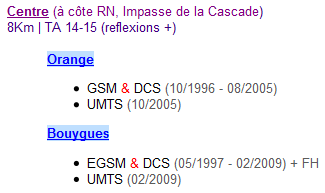 Centre (à côte RN, Impasse de la Cascade)
8Km | TA 14-15 (reflexions +)
Orange
• GSM & DCS (10/1996 - 08/2005)
• UMTS (10/2005)
Bouygues
• EGSM & DCS (05/1997 - 02/2009) + FH
• UMTS (02/2009)